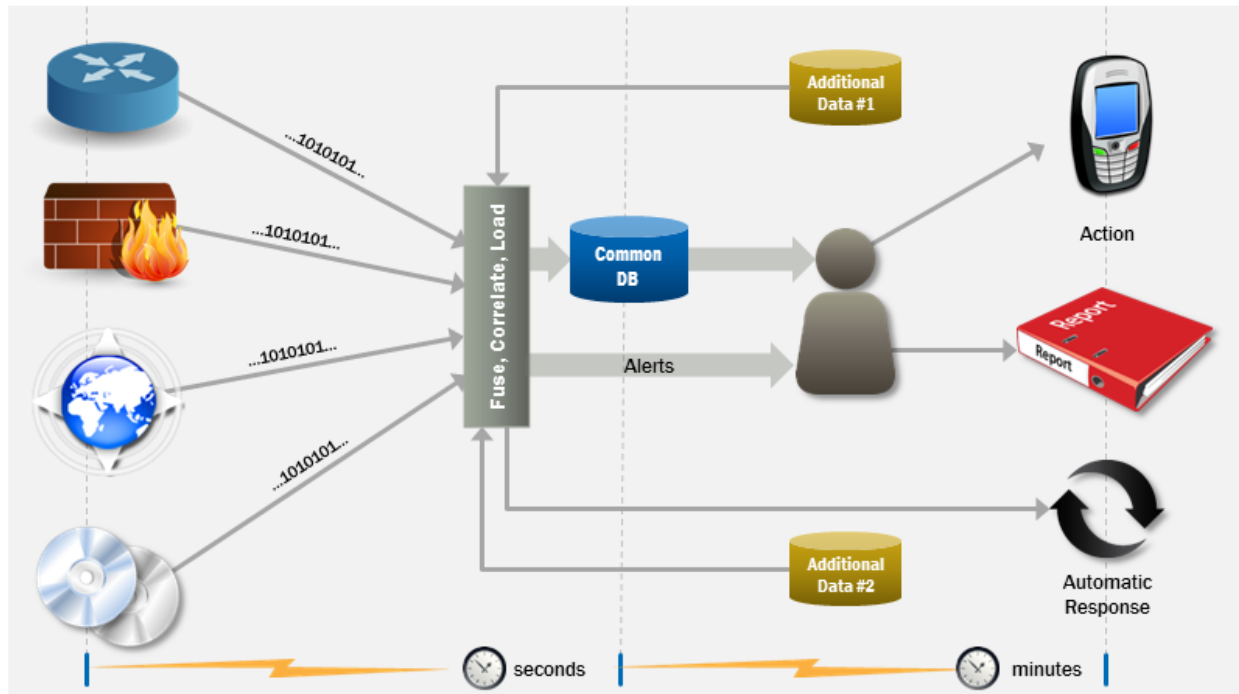 ...1010101...
...1010101...
...1010101...
...1010101...
Fuse, Correlate, Load
Additional
Data #1
Common
DB
Alerts
Additional
Data #2
Action
Report
Report
Automatic
Response
seconds
minutes